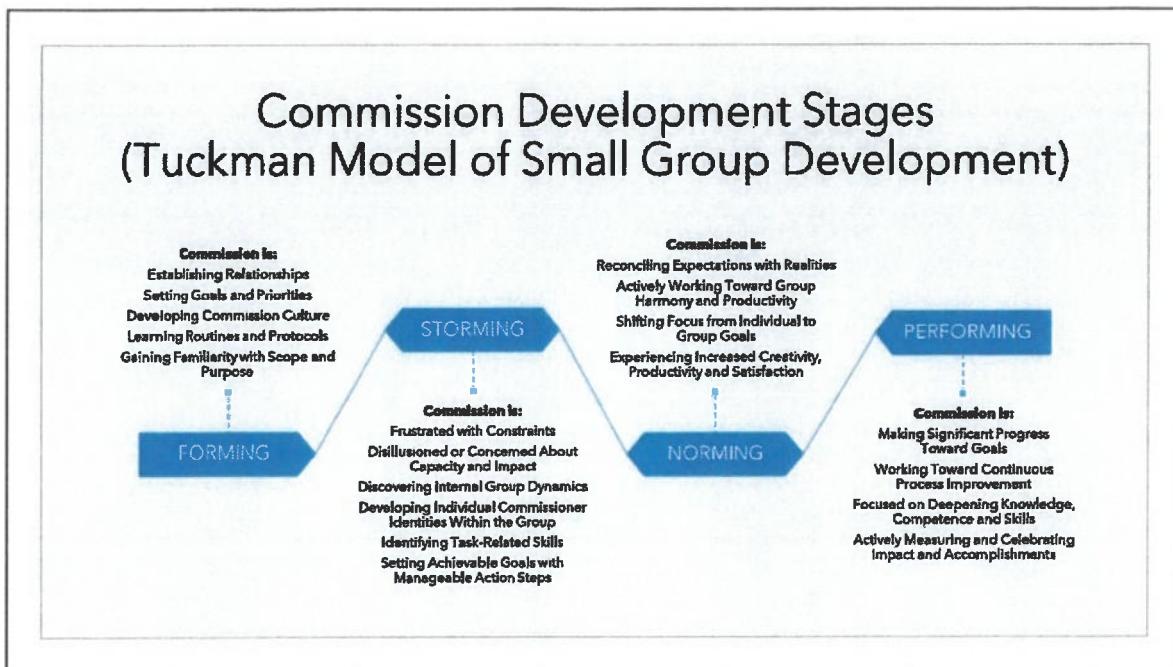 Commission Development Stages
(Tuckman Model of Small Group Development)
Commission is:
Establishing Relationships
Setting Goals and Priorities
Developing Commission Culture
Learning Routines and Protocols
Gaining Familiarity with Scope and
Purpose
FORMING
STORMING
Commission is:
Frustrated with Constraints
Disillusioned or Concerned About
Capacity and Impact
Discovering Internal Group Dynamics
Developing Individual Commissioner
Identities Within the Group
Identifying Task-Related Skills
Setting Achievable Goals with
Manageable Action Steps
Commission is:
Reconciling Expectations with Realities
Actively Working Toward Group
Harmony and Productivity
Shifting Focus from Individual to
Group Goals
Experiencing Increased Creativity,
Productivity and Satisfaction
NORMING
PERFORMING
Commission is:
Making Significant Progress
Toward Goals
Working Toward Continuous
Process Improvement
Focused on Deepening Knowledge,
Competence and Skills
Actively Measuring and Celebrating
Impact and Accomplishments